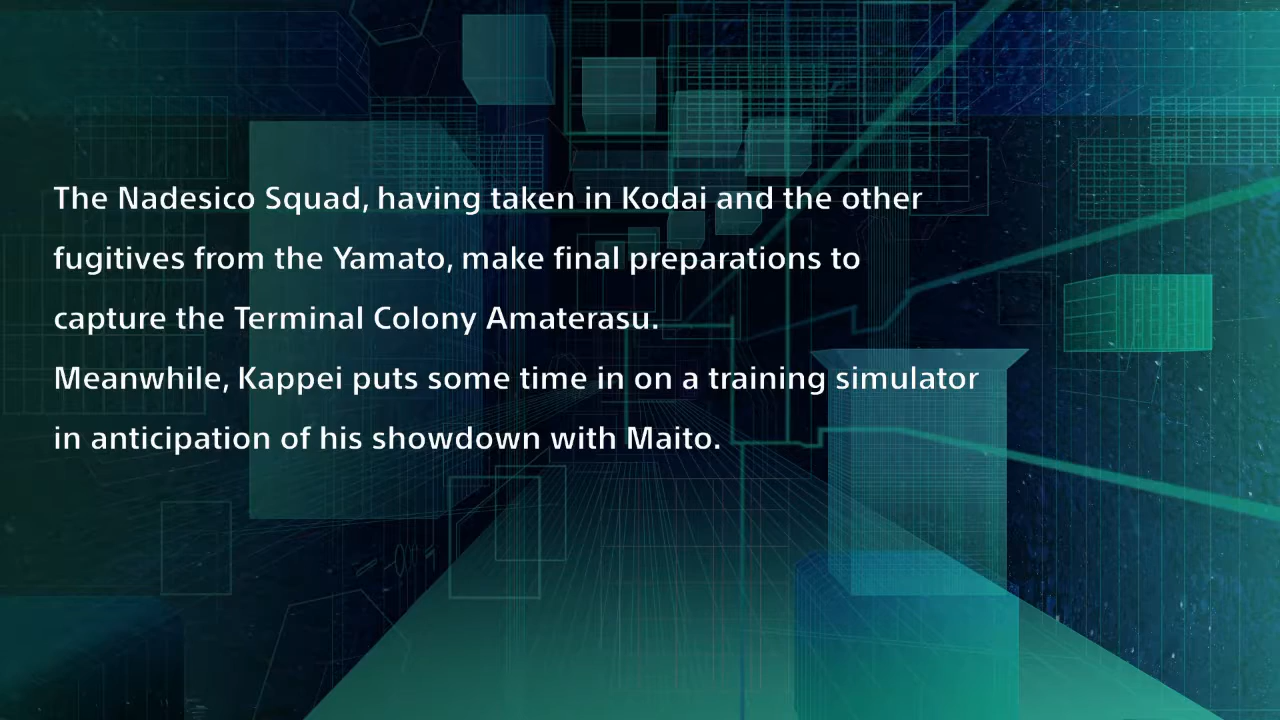 The Nadesico Squad, having taken in Kodai and the other
fugitives from the Yamato, make final preparations to
capture the Terminal Colony Amaterasu.
Meanwhile, Kappei puts some time in on a training simulator
in anticipation of his showdown with Maito.